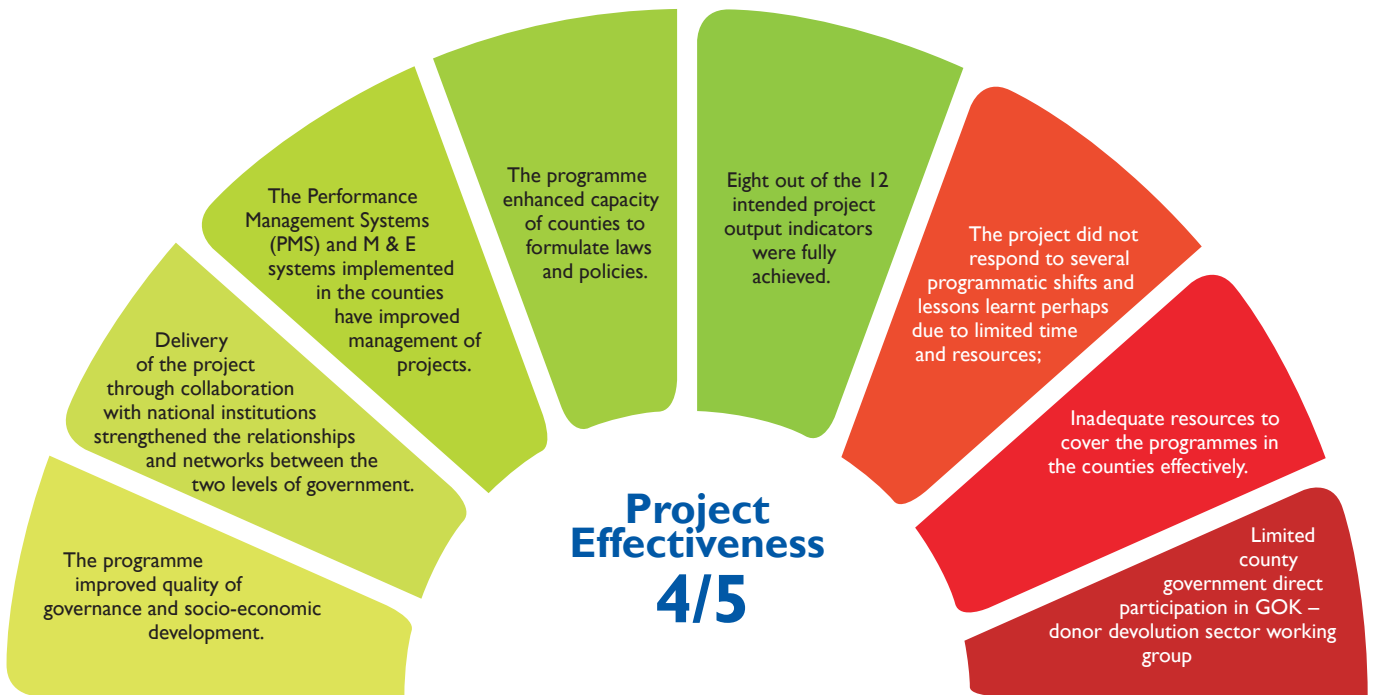 The programme
improved quality of
governance and socio-economic
development.
Delivery
of the project
through collaboration
with national institutions
strengthened the relationships
and networks between the
two levels of government.
The Performance
Management Systems
(PMS) and M & E
systems implemented
in the counties
have improved
management of
projects.
The programme
enhanced capacity
of counties to
formulate laws
and policies.
Eight out of the 12
intended project
output indicators
were fully
achieved.
The project did not
respond to several
programmatic shifts and
lessons learnt perhaps
due to limited time
and resources;
Inadequate resources to
cover the programmes in
the counties effectively.
Limited
county
government direct
participation in GOK –
donor devolution sector working
group
Project
Effectiveness
4/5